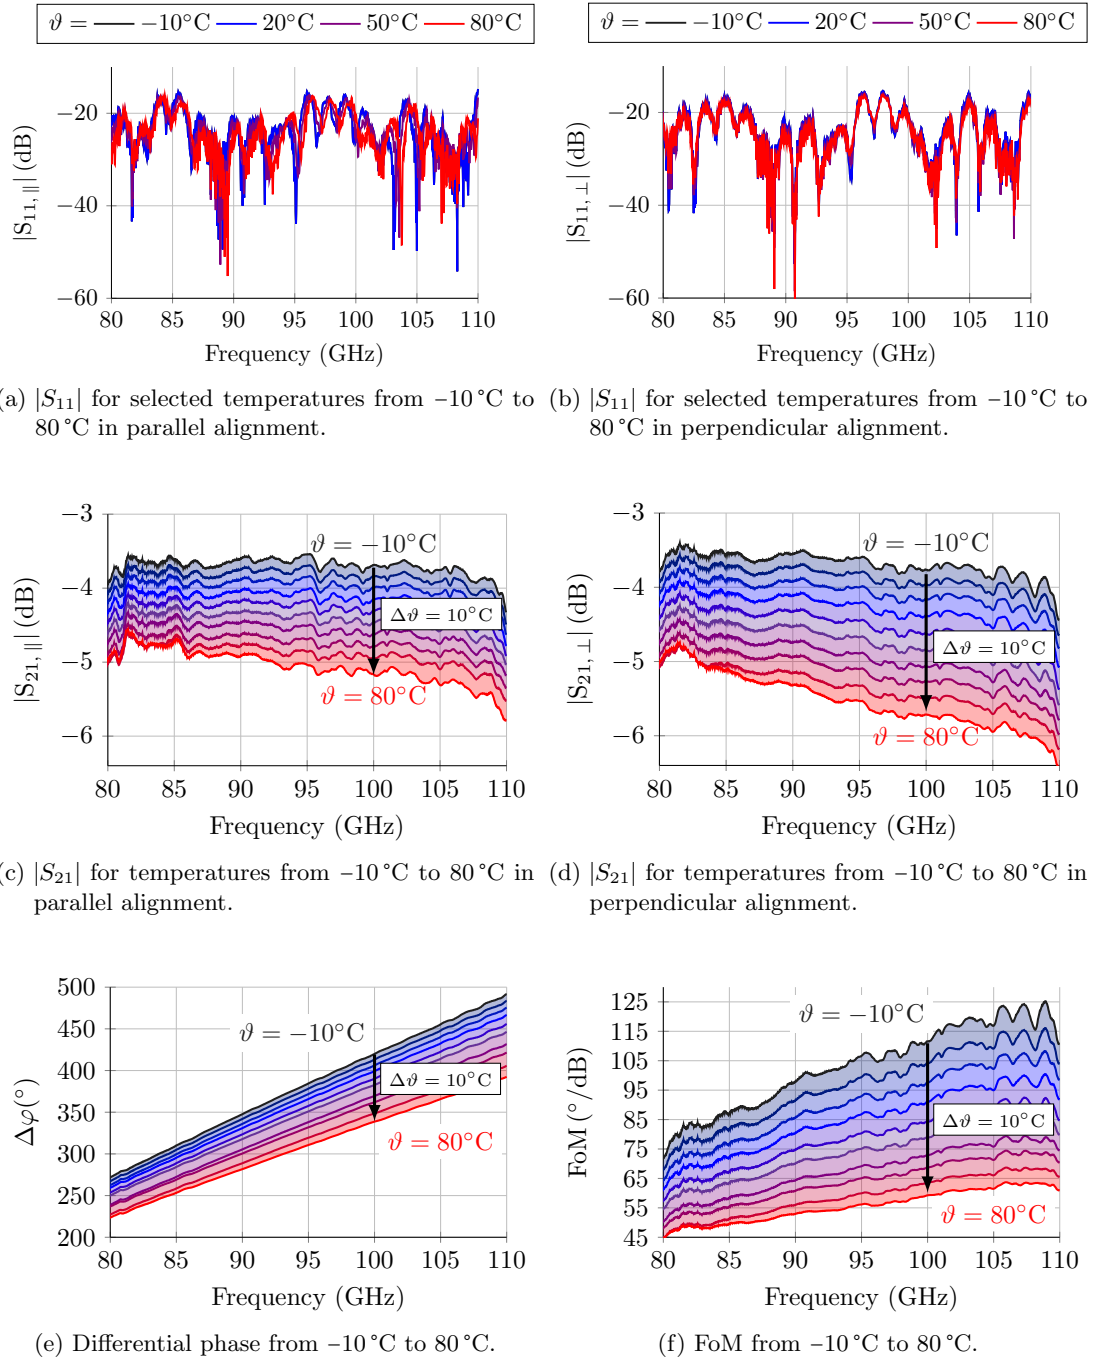 ϑ = −10°C 20°C 50°C 80°C
ϑ = −10°C 20°C 50°C 80°C
|S11, ∥| (dB)
−20
−40
−60
80 85 90 95 100 105 110
Frequency (GHz)
|S11, ⊥| (dB)
−20
−40
−60
80 85 90 95 100 105 110
Frequency (GHz)
(a) |S11| for selected temperatures from −10 °C to
80 °C in parallel alignment.
(b) |S11| for selected temperatures from −10 °C to
80 °C in perpendicular alignment.
|S21, ∥| (dB)
−3
−4
−5
−6
ϑ = −10°C
Δϑ = 10°C
ϑ = 80°C
80 85 90 95 100 105 110
Frequency (GHz)
|S21, ⊥| (dB)
−3
−4
−5
−6
ϑ = −10°C
Δϑ = 10°C
ϑ = 80°C
80 85 90 95 100 105 110
Frequency (GHz)
(c) |S21| for temperatures from −10 °C to 80 °C in
parallel alignment.
(d) |S21| for temperatures from −10 °C to 80 °C in
perpendicular alignment.
Δφ(°)
500
450
400
350
300
250
200
ϑ = −10°C
Δϑ = 10°C
ϑ = 80°C
80 85 90 95 100 105 110
Frequency (GHz)
FoM (°/dB)
125
115
105
95
85
75
65
55
45
ϑ = −10°C
Δϑ = 10°C
ϑ = 80°C
80 85 90 95 100 105 110
Frequency (GHz)
(e) Differential phase from −10 °C to 80 °C.
(f) FoM from −10 °C to 80 °C.